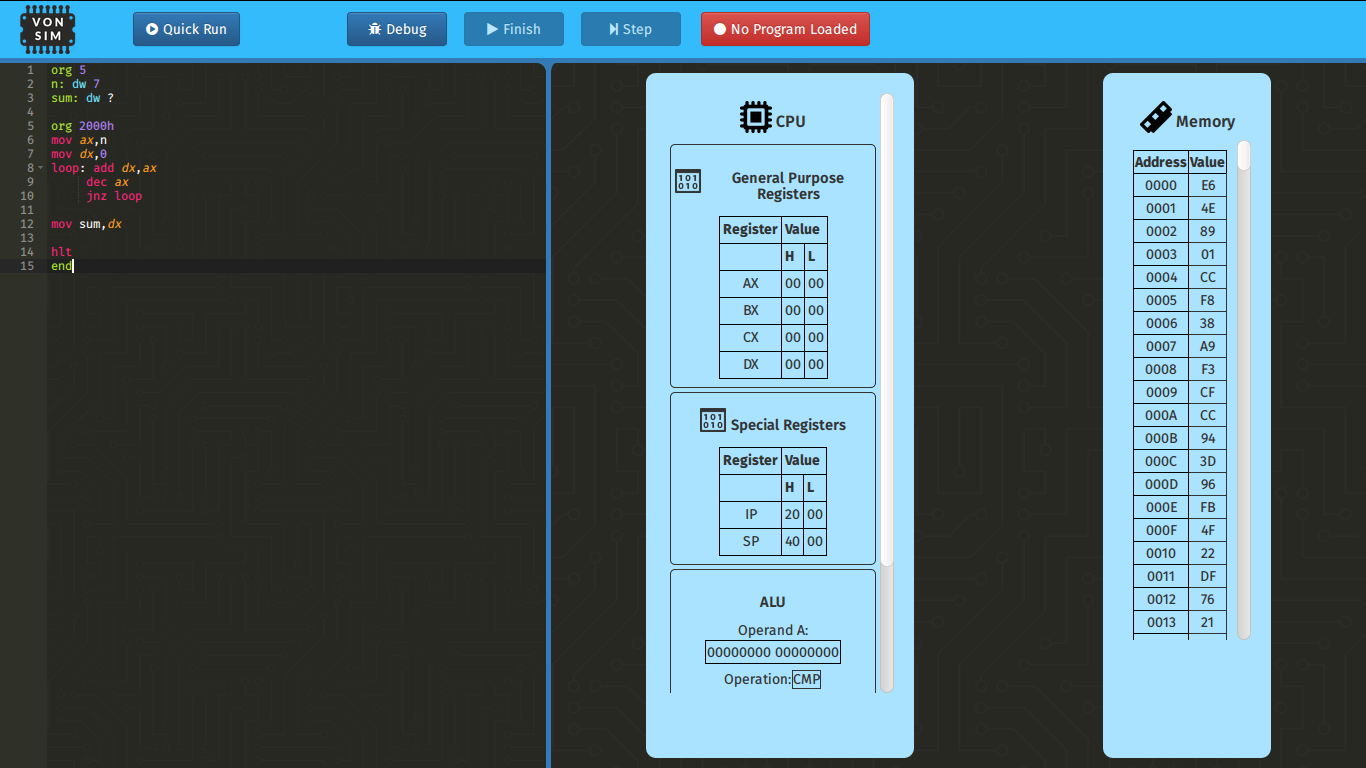 VON
SIM
Quick Run
Debug
Finish
Step
No Program Loaded
1 org 5
2 n: dw 7
3 sum: dw ?
4
5 org 2000h
6 mov ax,n
7 mov dx,0
8 loop: add dx,ax
9 dec ax
10 jnz loop
11
12 mov sum,dx
13
14 hlt
15 end
CPU
101
010
General Purpose
Registers
Register Value
H L
AX 00 00
BX 00 00
CX 00 00
DX 00 00
101
010
Special Registers
Register Value
H L
IP 20 00
SP 40 00
ALU
Operand A:
00000000 00000000
Operation: CMP
Memory
Address Value
0000 E6
0001 4E
0002 89
0003 01
0004 CC
0005 F8
0006 38
0007 A9
0008 F3
0009 CF
000A CC
000B 94
000C 3D
000D 96
000E FB
000F 4F
0010 22
0011 DF
0012 76
0013 21